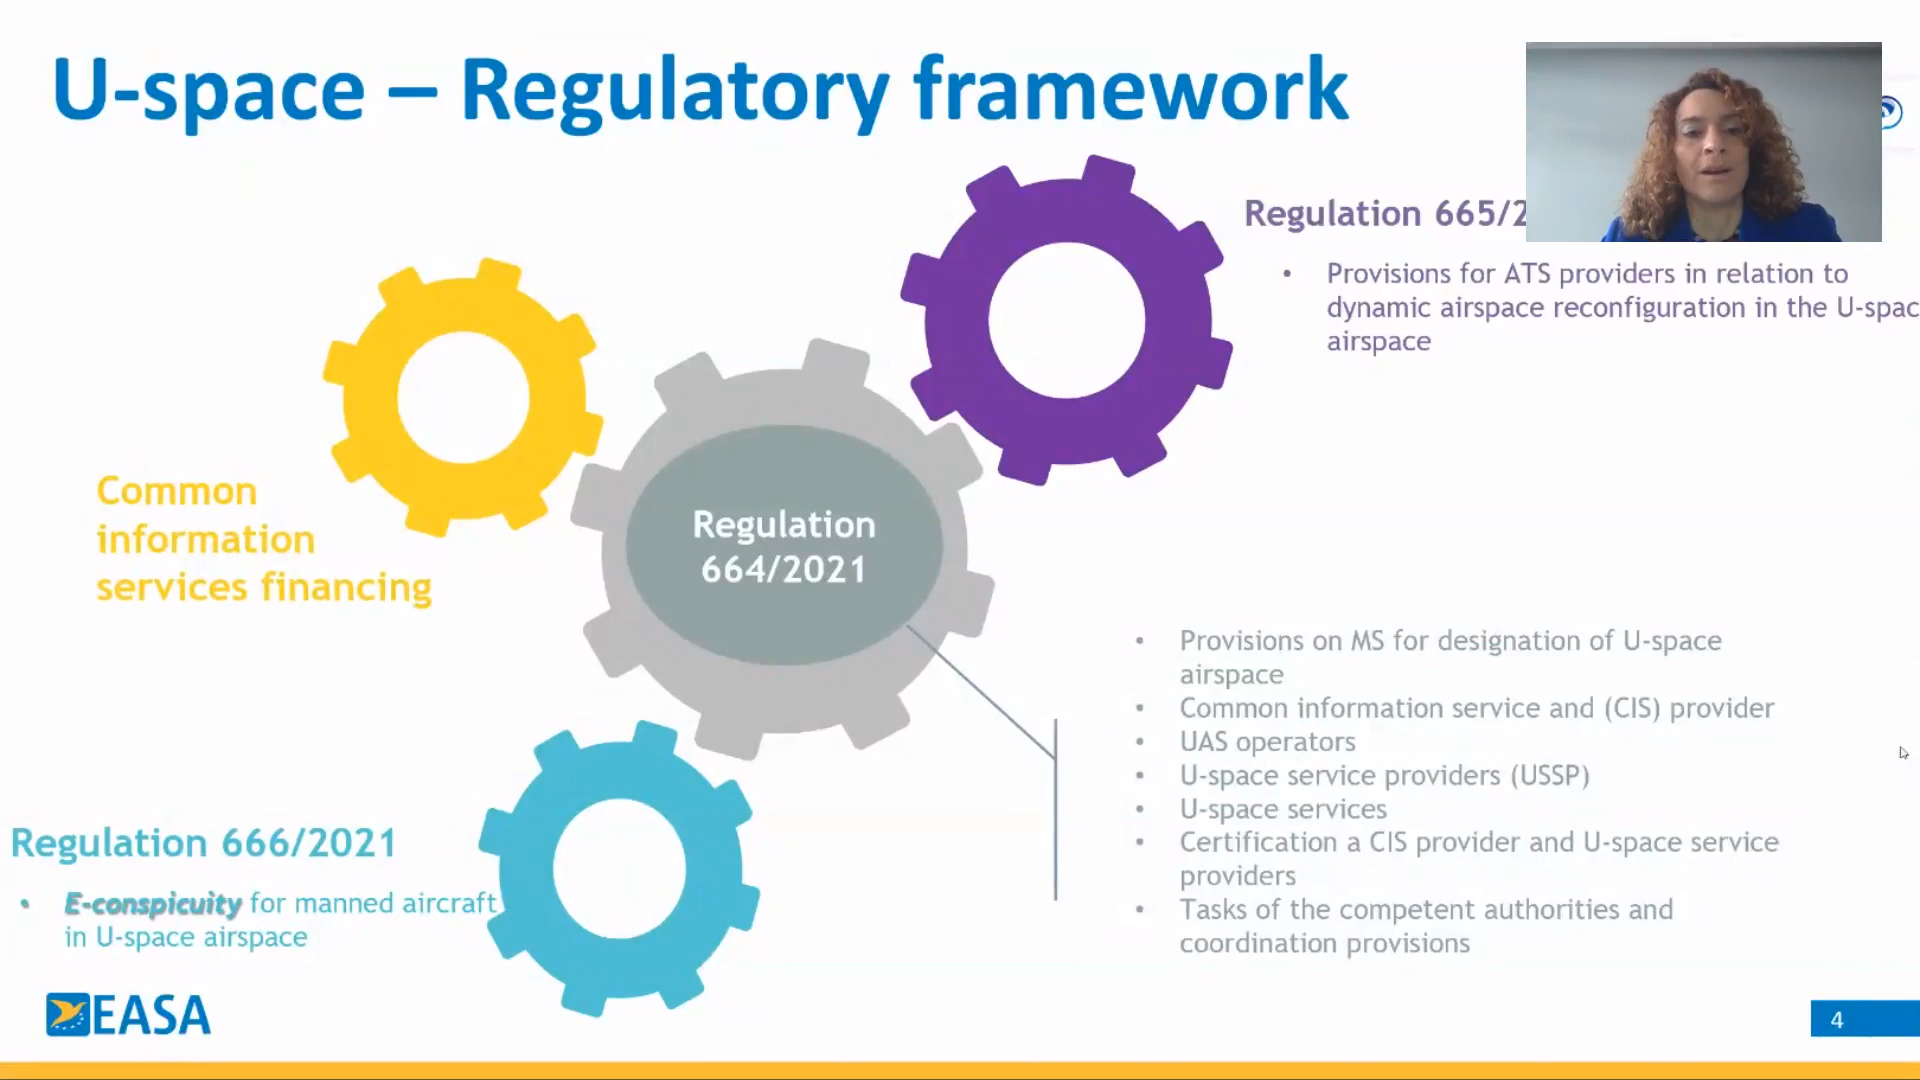 U-space – Regulatory framework
Regulation 665/2
• Provisions for ATS providers in relation to
dynamic airspace reconfiguration in the U-spac
airspace
Common
information
services financing
Regulation
664/2021
• Provisions on MS for designation of U-space
airspace
• Common information service and (CIS) provider
• UAS operators
• U-space service providers (USSP)
• U-space services
• Certification a CIS provider and U-space service
providers
• Tasks of the competent authorities and
coordination provisions
Regulation 666/2021
• E-conspicuity for manned aircraft
in U-space airspace
EASA
4